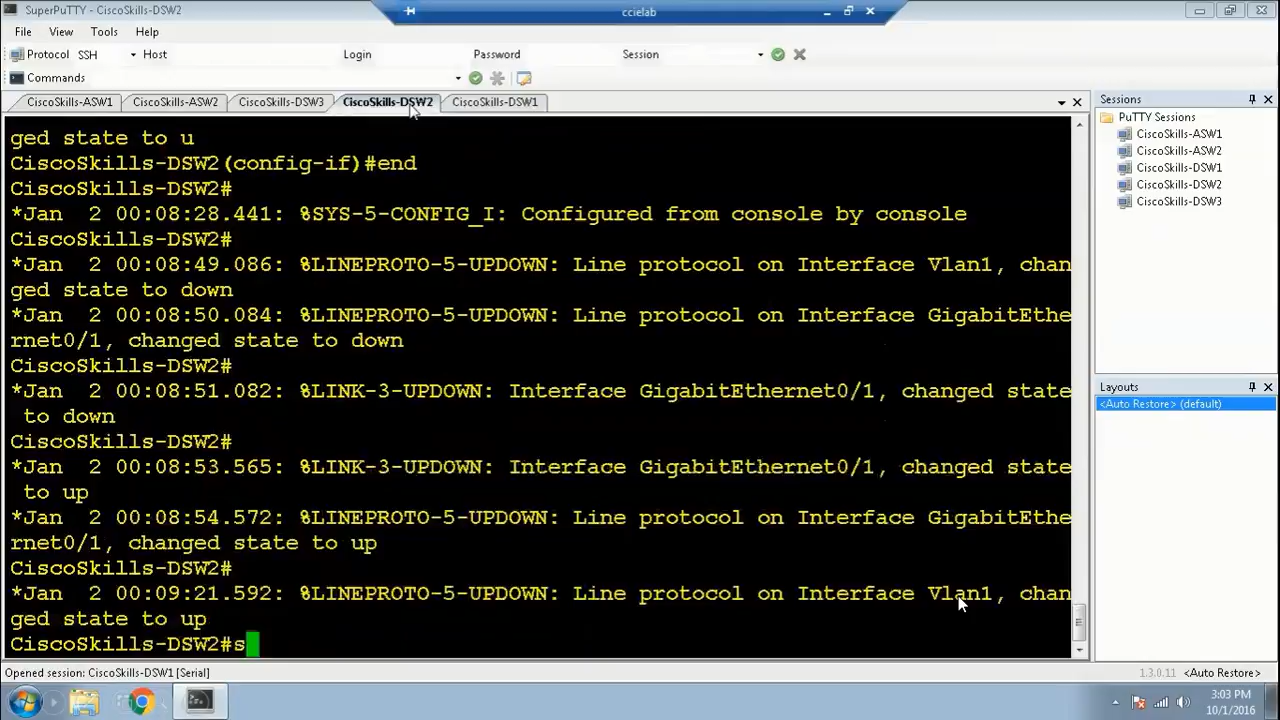 SuperPuTTY - CiscoSkills-DSW2
ccielab
File View Tools Help
Protocol SSH Host Login Password Session
Commands
CiscoSkills-ASW1 CiscoSkills-ASW2 CiscoSkills-DSW3 CiscoSkills-DSW2 CiscoSkills-DSW1
ged state to u
CiscoSkills-DSW2(config-if)#end
CiscoSkills-DSW2#
*Jan  2 00:08:28.441: %SYS-5-CONFIG_I: Configured from console by console
CiscoSkills-DSW2#
*Jan  2 00:08:49.086: %LINEPROTO-5-UPDOWN: Line protocol on Interface Vlan1, chan
ged state to down
*Jan  2 00:08:50.084: %LINEPROTO-5-UPDOWN: Line protocol on Interface GigabitEthe
rnet0/1, changed state to down
CiscoSkills-DSW2#
*Jan  2 00:08:51.082: %LINK-3-UPDOWN: Interface GigabitEthernet0/1, changed state
 to down
CiscoSkills-DSW2#
*Jan  2 00:08:53.565: %LINK-3-UPDOWN: Interface GigabitEthernet0/1, changed state
 to up
*Jan  2 00:08:54.572: %LINEPROTO-5-UPDOWN: Line protocol on Interface GigabitEthe
rnet0/1, changed state to up
CiscoSkills-DSW2#
*Jan  2 00:09:21.592: %LINEPROTO-5-UPDOWN: Line protocol on Interface Vlan1, chan
ged state to up
CiscoSkills-DSW2#s
Sessions
PuTTY Sessions
CiscoSkills-ASW1
CiscoSkills-ASW2
CiscoSkills-DSW1
CiscoSkills-DSW2
CiscoSkills-DSW3
Layouts
<Auto Restore> (default)
Opened session: CiscoSkills-DSW1 [Serial]
1.3.0.11 <Auto Restore>
3:03 PM
10/1/2016